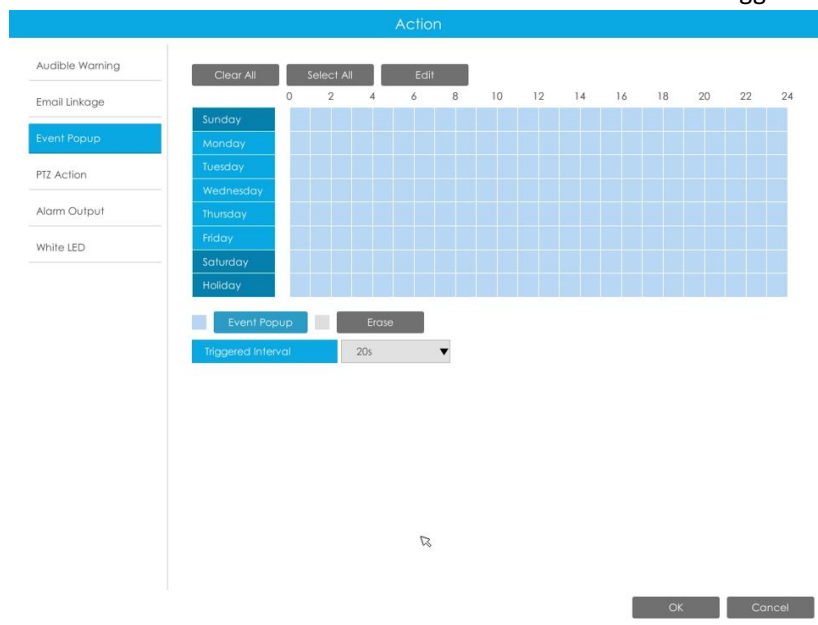 Action
Audible Warning
Email Linkage
Event Popup
PTZ Action
Alarm Output
White LED
Clear All Select All Edit
0 2 4 6 8 10 12 14 16 18 20 22 24
Sunday
Monday
Tuesday
Wednesday
Thursday
Friday
Saturday
Holiday
Event Popup Erase
Triggered Interval 20s
OK Cancel